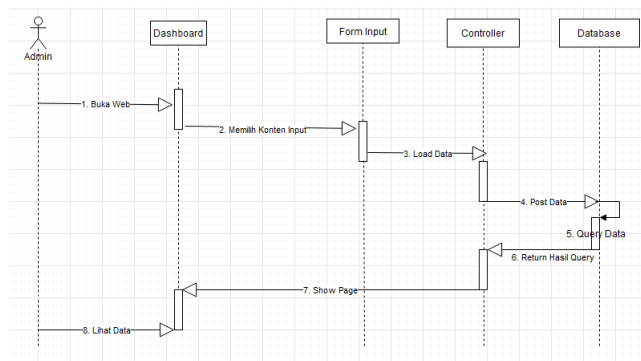 Dashboard
Form Input
Controller
Database
Admin
1. Buka Web
2. Memilih Konten Input
3. Load Data
4. Post Data
5. Query Data
6. Return Hasil Query
7. Show Page
8. Lihat Data